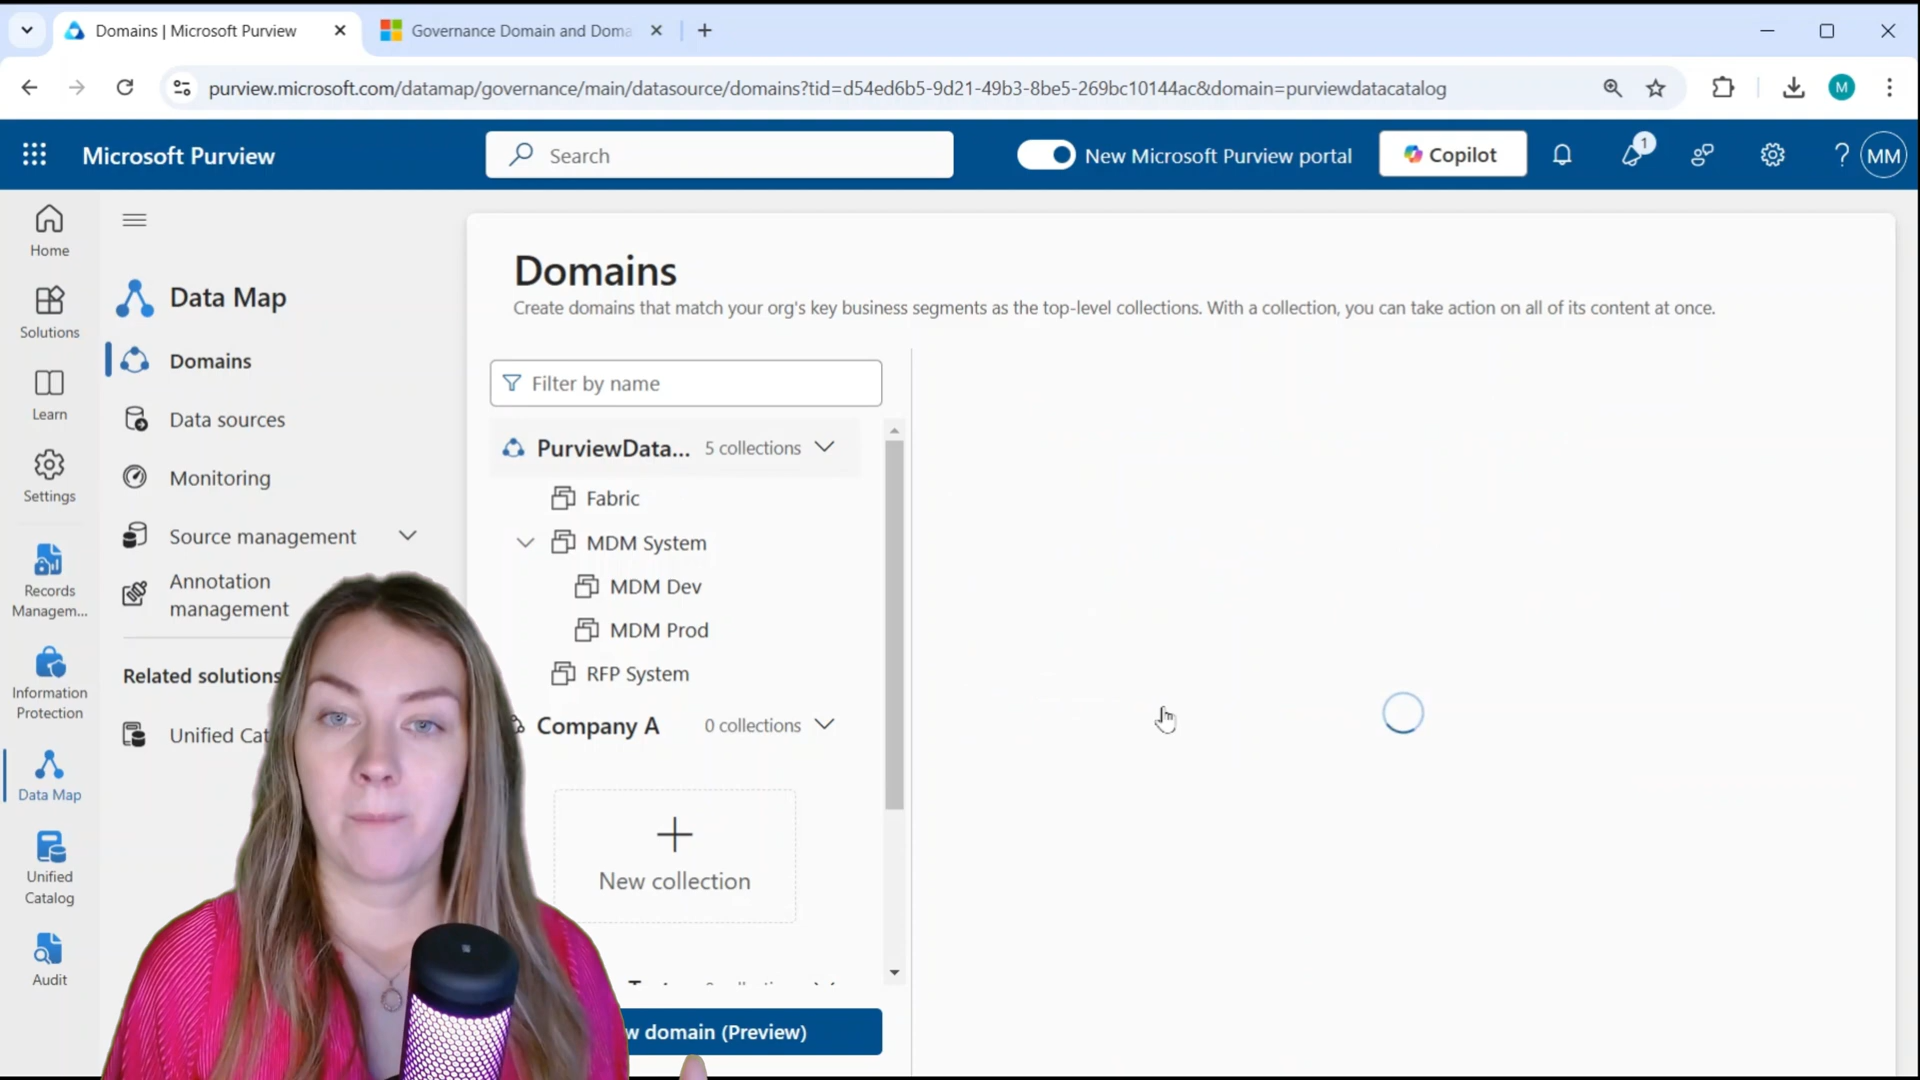 Domains | Microsoft Purview
Governance Domain and Doma
purview.microsoft.com/datamap/governance/main/datasource/domains?tid=d54ed6b5-9d21-49b3-8be5-269bc10144ac&domain=purviewdatacatalog
M
Microsoft Purview
Search
New Microsoft Purview portal
Copilot
1
?
MM
Home
Solutions
Learn
Settings
Records
Managem...
Information
Protection
Data Map
Unified
Catalog
Audit
Data Map
Domains
Data sources
Monitoring
Source management
Annotation
management
Related solutions
Unified Cat
Domains
Create domains that match your org's key business segments as the top-level collections. With a collection, you can take action on all of its content at once.
Filter by name
PurviewData... 5 collections
Fabric
MDM System
MDM Dev
MDM Prod
RFP System
Company A 0 collections
New collection
w domain (Preview)